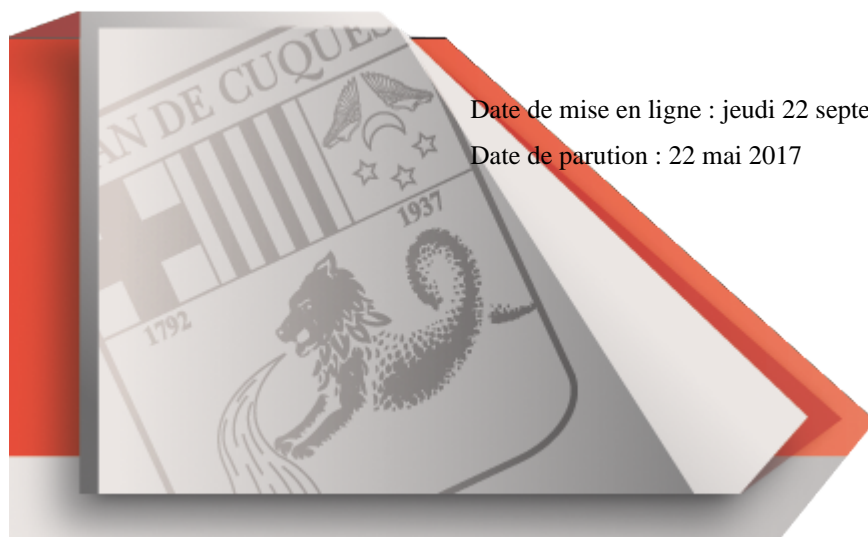 AN DE CUQUES
Date de mise en ligne : jeudi 22 septe
Date de parution : 22 mai 2017
1937
1792